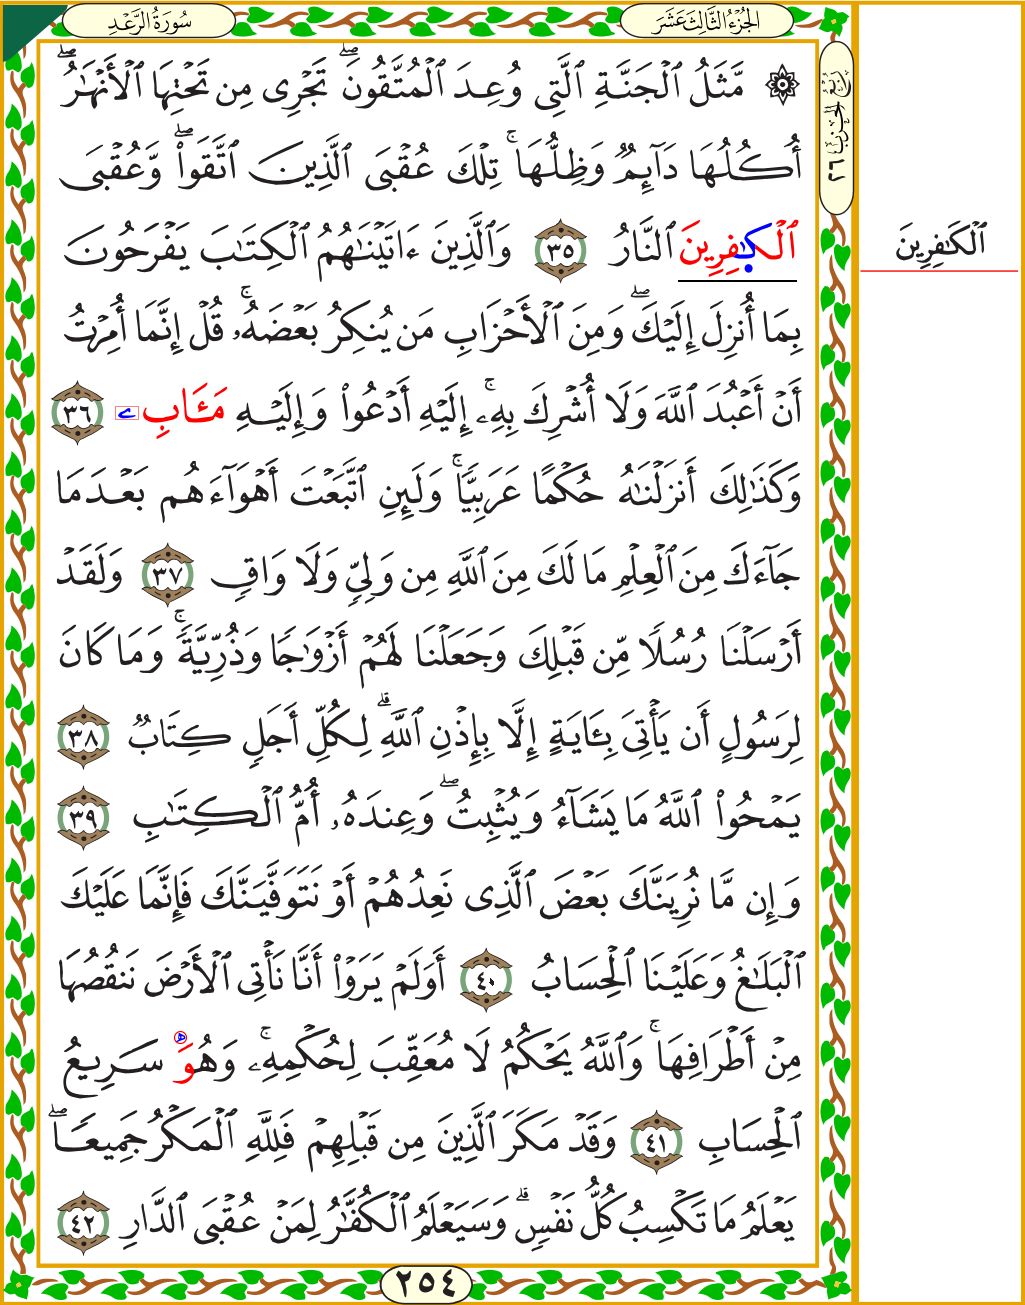 سُورَةُ الرَّعْدِ
الجُزْءُ الثَّالِثَ عَشَرَ
۞ مَّثَلُ ٱلْجَنَّةِ ٱلَّتِى وُعِدَ ٱلْمُتَّقُونَ ۖ تَجْرِى مِن تَحْتِهَا ٱلْأَنْهَٰرُ ۖ
رُبْعُ الحِزْبِ ٢٦
أُكُلُهَا دَآئِمٌ وَظِلُّهَا ۚ تِلْكَ عُقْبَى ٱلَّذِينَ ٱتَّقَوا۟ ۖ وَّعُقْبَى
ٱلْكَٰفِرِينَ ٱلنَّارُ ٣٥ وَٱلَّذِينَ ءَاتَيْنَٰهُمُ ٱلْكِتَٰبَ يَفْرَحُونَ
ٱلْكَٰفِرِينَ
بِمَا أُنزِلَ إِلَيْكَ ۖ وَمِنَ ٱلْأَحْزَابِ مَن يُنكِرُ بَعْضَهُۥ ۚ قُلْ إِنَّمَا أُمِرْتُ
أَنْ أَعْبُدَ ٱللَّهَ وَلَا أُشْرِكَ بِهِۦ ۚ إِلَيْهِ أَدْعُوا۟ وَإِلَيْهِ مَـَٔابِ ے ٣٦
وَكَذَٰلِكَ أَنزَلْنَٰهُ حُكْمًا عَرَبِيًّا ۚ وَلَئِنِ ٱتَّبَعْتَ أَهْوَآءَهُم بَعْدَمَا
جَآءَكَ مِنَ ٱلْعِلْمِ مَا لَكَ مِنَ ٱللَّهِ مِن وَلِىٍّ وَلَا وَاقٍ ٣٧ وَلَقَدْ
أَرْسَلْنَا رُسُلًا مِّن قَبْلِكَ وَجَعَلْنَا لَهُمْ أَزْوَٰجًا وَذُرِّيَّةً ۚ وَمَا كَانَ
لِرَسُولٍ أَن يَأْتِىَ بِـَٔايَةٍ إِلَّا بِإِذْنِ ٱللَّهِ ۗ لِكُلِّ أَجَلٍ كِتَابٌ ٣٨
يَمْحُوا۟ ٱللَّهُ مَا يَشَآءُ وَيُثْبِتُ ۖ وَعِندَهُۥ أُمُّ ٱلْكِتَٰبِ ٣٩
وَإِن مَّا نُرِيَنَّكَ بَعْضَ ٱلَّذِى نَعِدُهُمْ أَوْ نَتَوَفَّيَنَّكَ فَإِنَّمَا عَلَيْكَ
ٱلْبَلَٰغُ وَعَلَيْنَا ٱلْحِسَابُ ٤٠ أَوَلَمْ يَرَوْا۟ أَنَّا نَأْتِى ٱلْأَرْضَ نَنقُصُهَا
مِنْ أَطْرَافِهَا ۚ وَٱللَّهُ يَحْكُمُ لَا مُعَقِّبَ لِحُكْمِهِۦ ۚ وَهُوَ ه سَرِيعُ
ٱلْحِسَابِ ٤١ وَقَدْ مَكَرَ ٱلَّذِينَ مِن قَبْلِهِمْ فَلِلَّهِ ٱلْمَكْرُ جَمِيعًا ۖ
يَعْلَمُ مَا تَكْسِبُ كُلُّ نَفْسٍ ۗ وَسَيَعْلَمُ ٱلْكُفَّٰرُ لِمَنْ عُقْبَى ٱلدَّارِ ٤٢
٢٥٤